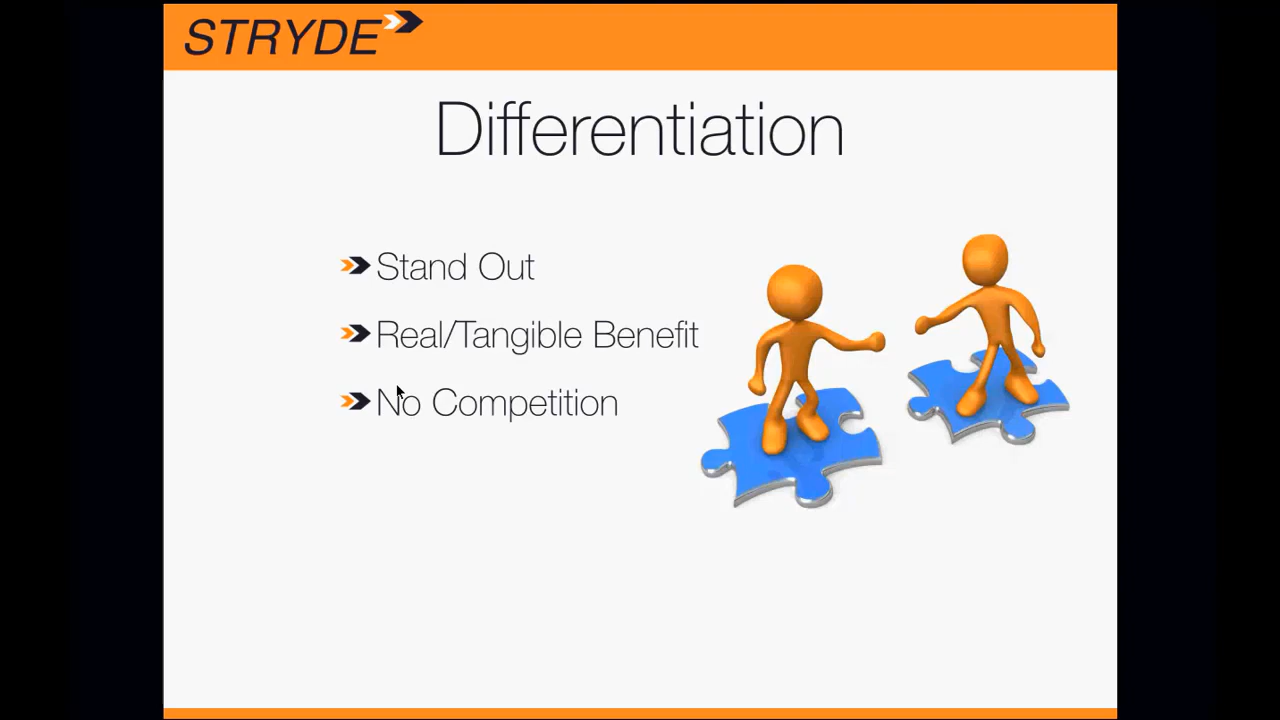 STRYDE
Differentiation
Stand Out
Real/Tangible Benefit
No Competition